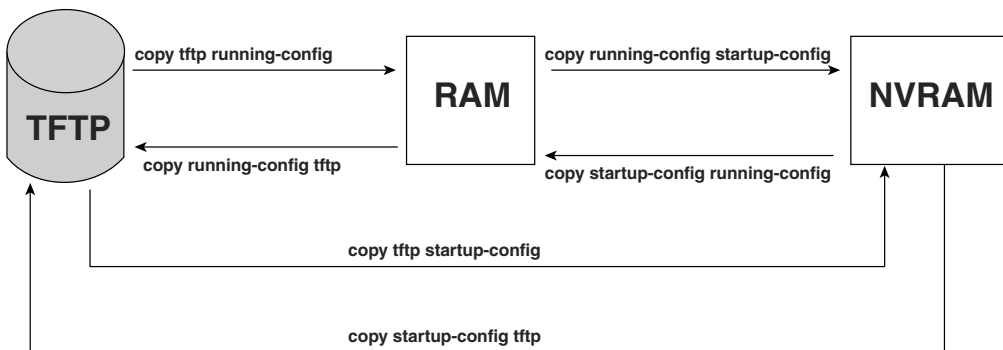 copy tftp running-config
copy running-config startup-config
TFTP
RAM
NVRAM
copy running-config tftp
copy startup-config running-config
copy tftp startup-config
copy startup-config tftp